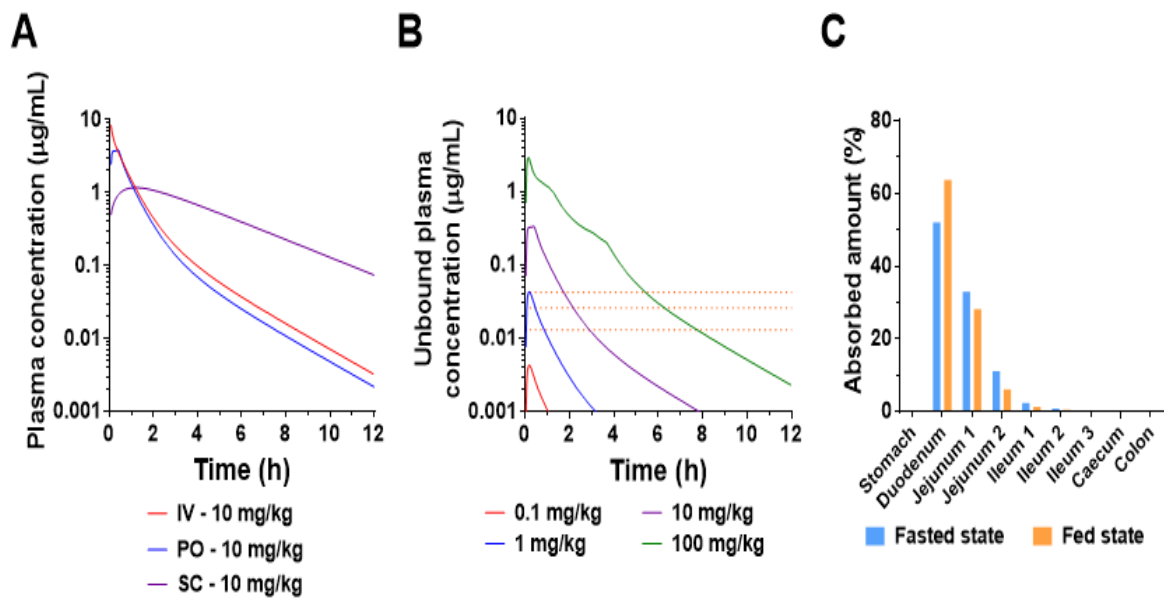 A
Plasma concentration (µg/mL)
10
1
0.1
0.01
0.001
0 2 4 6 8 10 12
Time (h)
IV - 10 mg/kg
PO - 10 mg/kg
SC - 10 mg/kg
B
Unbound plasma
concentration (µg/mL)
10
1
0.1
0.01
0.001
0 2 4 6 8 10 12
Time (h)
0.1 mg/kg 10 mg/kg
1 mg/kg 100 mg/kg
C
Absorbed amount (%)
80
60
40
20
0
Stomach
Duodenum
Jejunum 1
Jejunum 2
Ileum 1
Ileum 2
Ileum 3
Caecum
Colon
Fasted state Fed state